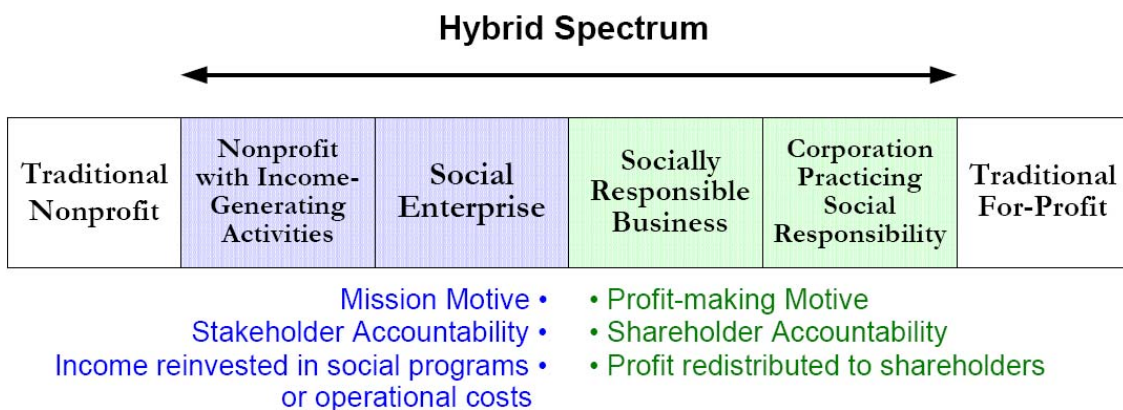 Hybrid Spectrum
Traditional
Nonprofit
Nonprofit
with Income-
Generating
Activities
Social
Enterprise
Socially
Responsible
Business
Corporation
Practicing
Social
Responsibility
Traditional
For-Profit
Mission Motive •
Stakeholder Accountability •
Income reinvested in social programs •
or operational costs
• Profit-making Motive
• Shareholder Accountability
• Profit redistributed to shareholders